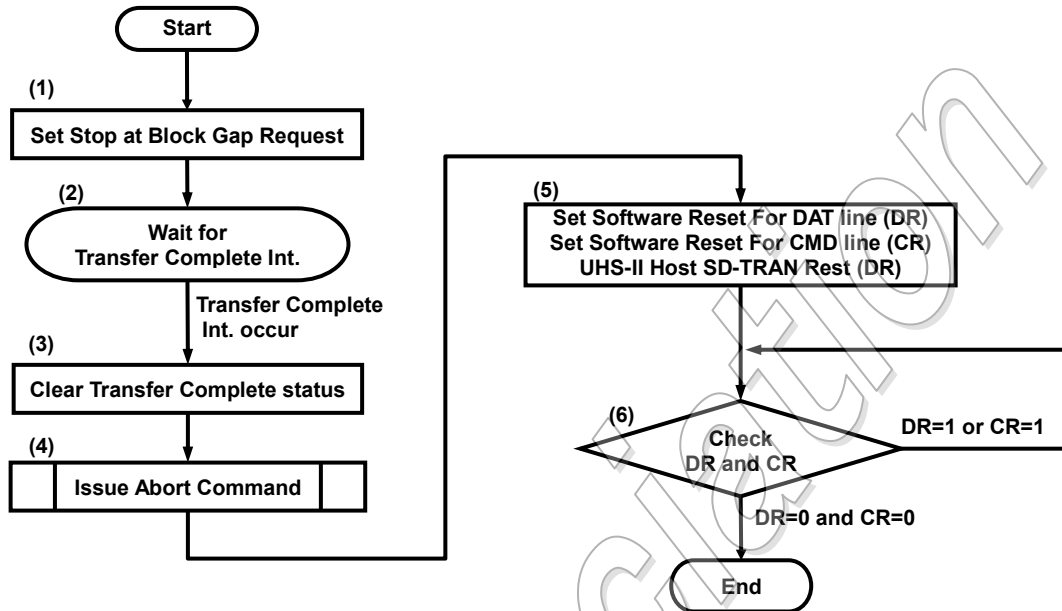 Start
(1)
Set Stop at Block Gap Request
(2)
Wait for
Transfer Complete Int.
Transfer Complete
Int. occur
(3)
Clear Transfer Complete status
(4)
Issue Abort Command
(5)
Set Software Reset For DAT line (DR)
Set Software Reset For CMD line (CR)
UHS-II Host SD-TRAN Rest (DR)
(6)
Check
DR and CR
DR=1 or CR=1
DR=0 and CR=0
End
ciation